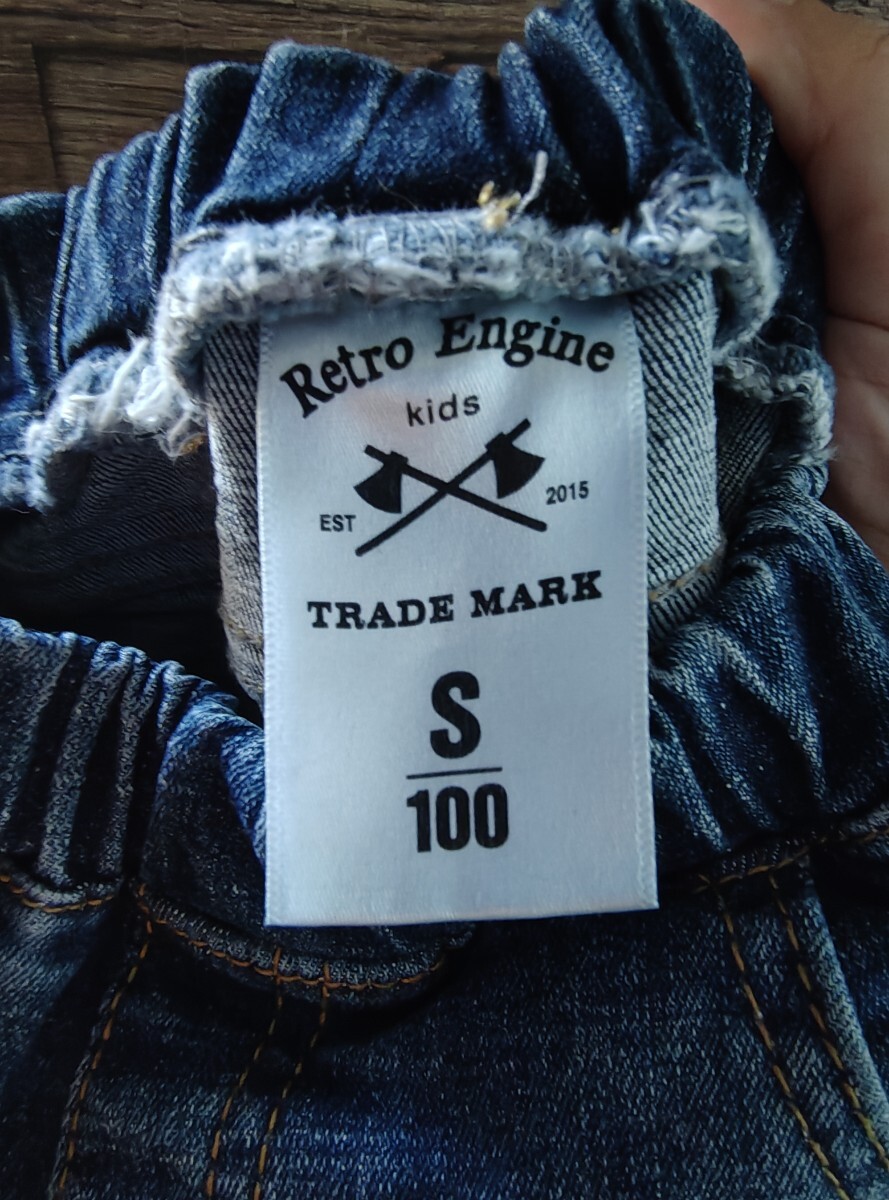 Retro Engine
kids
EST 2015
TRADE MARK
S
100